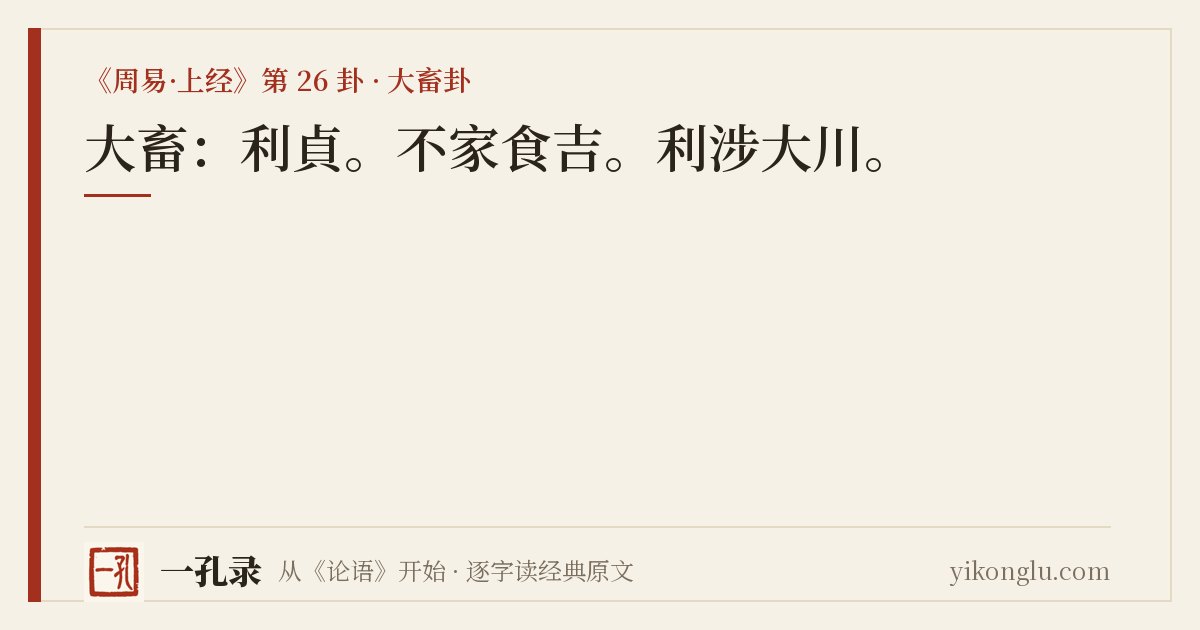 《周易·上经》第 26 卦 · 大畜卦
大畜：利貞。不家食吉。利涉大川。
一孔
一孔录 从《论语》开始 · 逐字读经典原文 yikonglu.com